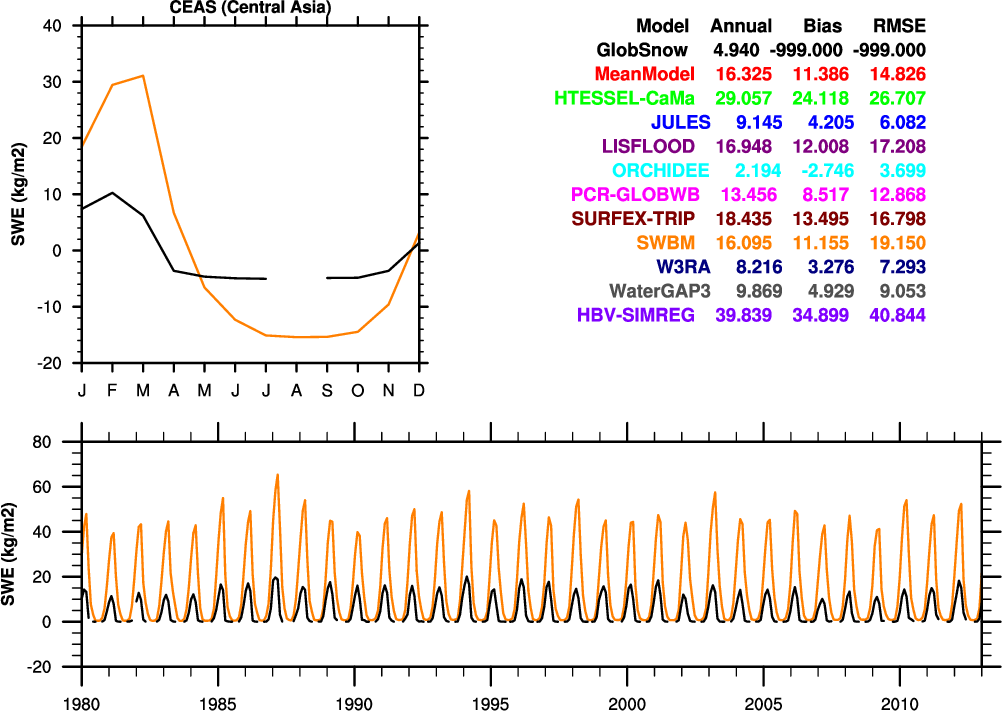 CEAS (Central Asia)
40
30
20
10
0
-10
-20
SWE (kg/m2)
J F M A M J J A S O N D
Model Annual Bias RMSE
GlobSnow 4.940 -999.000 -999.000
MeanModel 16.325 11.386 14.826
HTESSEL-CaMa 29.057 24.118 26.707
JULES 9.145 4.205 6.082
LISFLOOD 16.948 12.008 17.208
ORCHIDEE 2.194 -2.746 3.699
PCR-GLOBWB 13.456 8.517 12.868
SURFEX-TRIP 18.435 13.495 16.798
SWBM 16.095 11.155 19.150
W3RA 8.216 3.276 7.293
WaterGAP3 9.869 4.929 9.053
HBV-SIMREG 39.839 34.899 40.844
80
60
40
20
0
-20
SWE (kg/m2)
1980 1985 1990 1995 2000 2005 2010